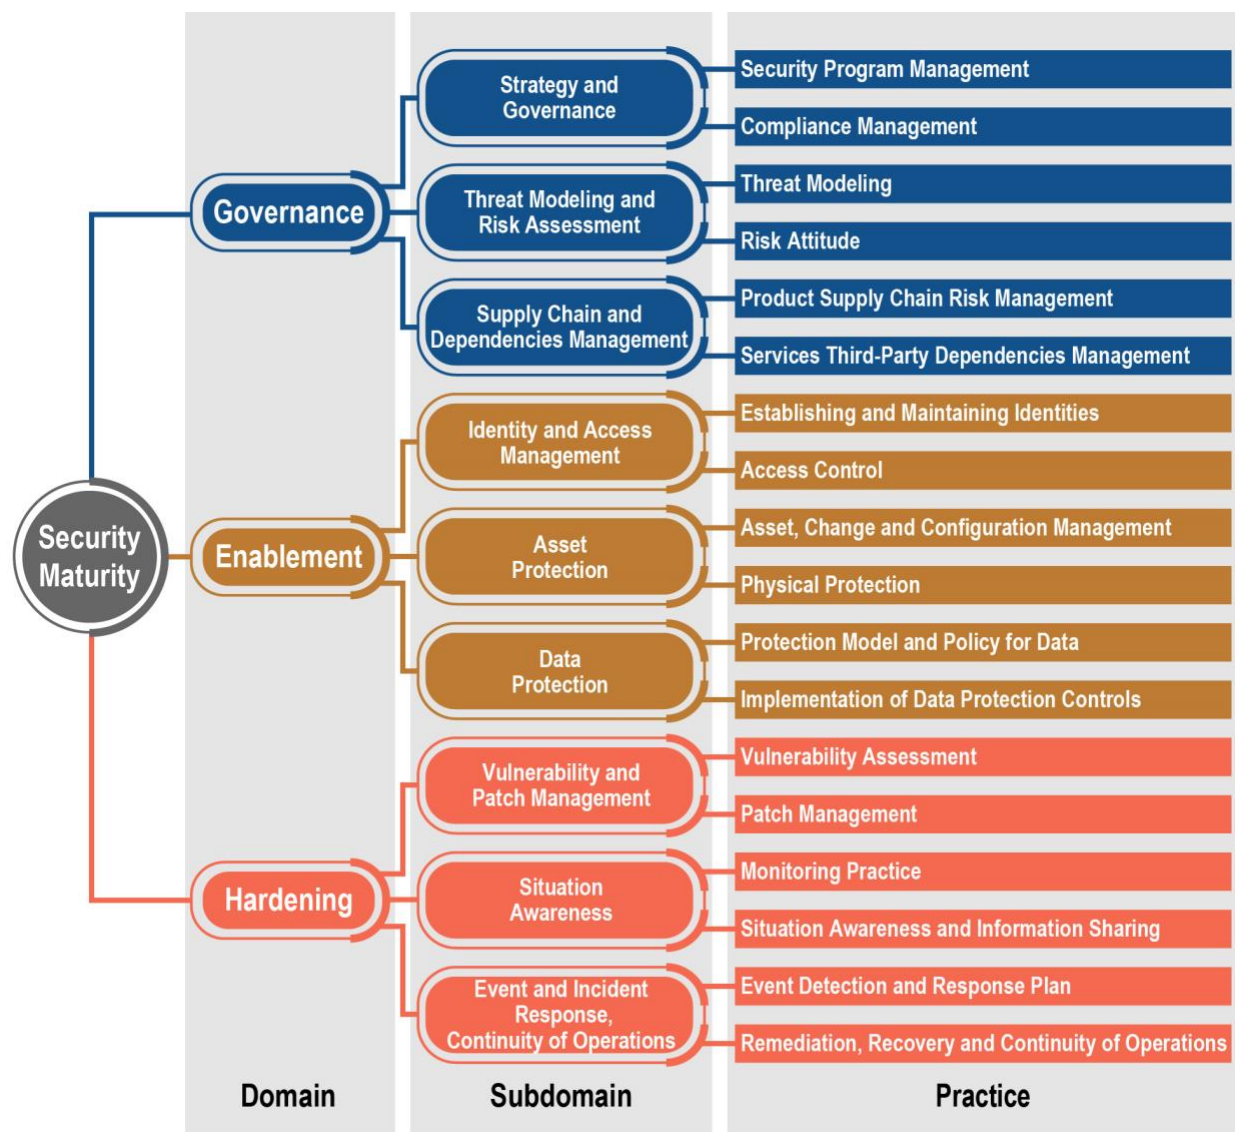 Security
Maturity
Governance
Strategy and
Governance
Security Program Management
Compliance Management
Threat Modeling and
Risk Assessment
Threat Modeling
Risk Attitude
Supply Chain and
Dependencies Management
Product Supply Chain Risk Management
Services Third-Party Dependencies Management
Enablement
Identity and Access
Management
Establishing and Maintaining Identities
Access Control
Asset
Protection
Asset, Change and Configuration Management
Physical Protection
Data
Protection
Protection Model and Policy for Data
Implementation of Data Protection Controls
Hardening
Vulnerability and
Patch Management
Vulnerability Assessment
Patch Management
Situation
Awareness
Monitoring Practice
Situation Awareness and Information Sharing
Event and Incident
Response,
Continuity of Operations
Event Detection and Response Plan
Remediation, Recovery and Continuity of Operations
Domain
Subdomain
Practice